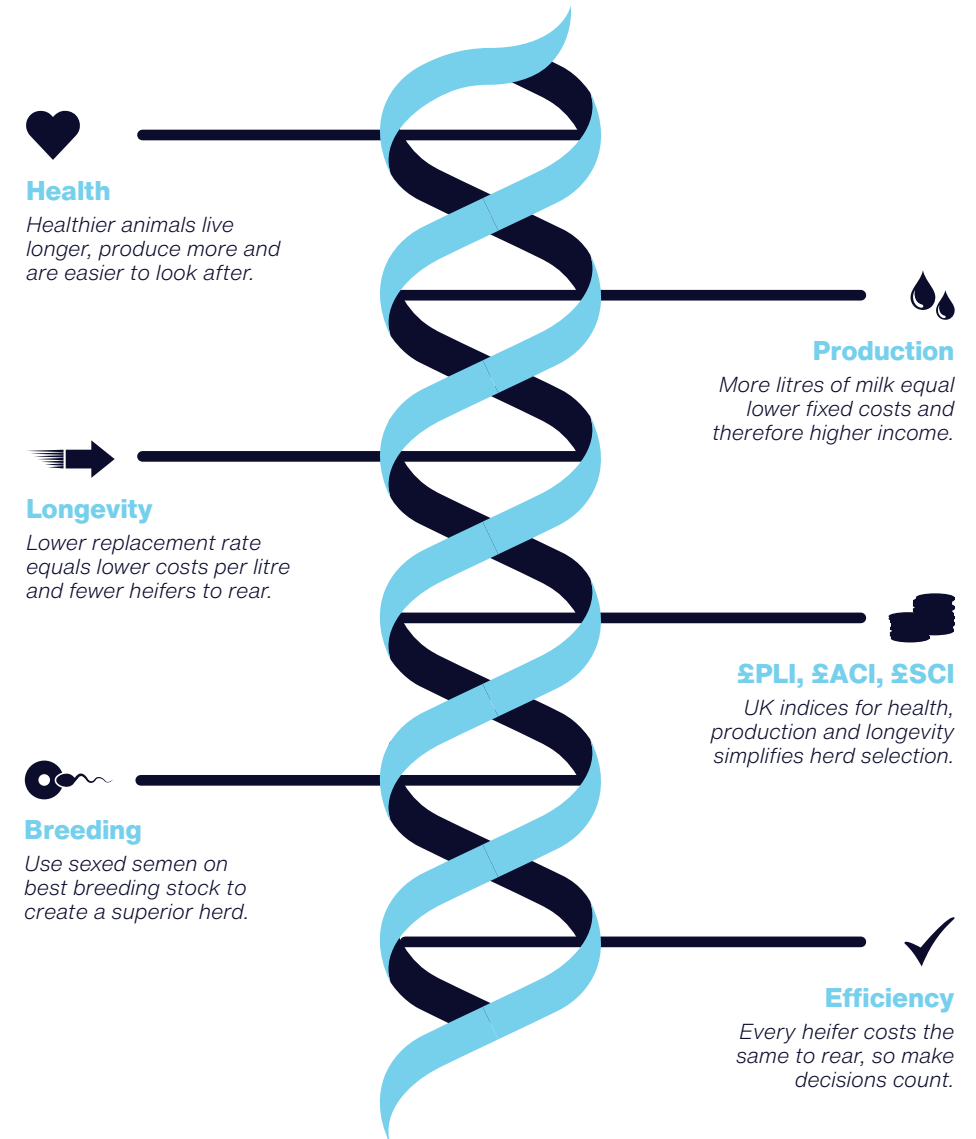 Health
Healthier animals live
longer, produce more and
are easier to look after.
Production
More litres of milk equal
lower fixed costs and
therefore higher income.
Longevity
Lower replacement rate
equals lower costs per litre
and fewer heifers to rear.
£PLI, £ACI, £SCI
UK indices for health,
production and longevity
simplifies herd selection.
Breeding
Use sexed semen on
best breeding stock to
create a superior herd.
Efficiency
Every heifer costs the
same to rear, so make
decisions count.